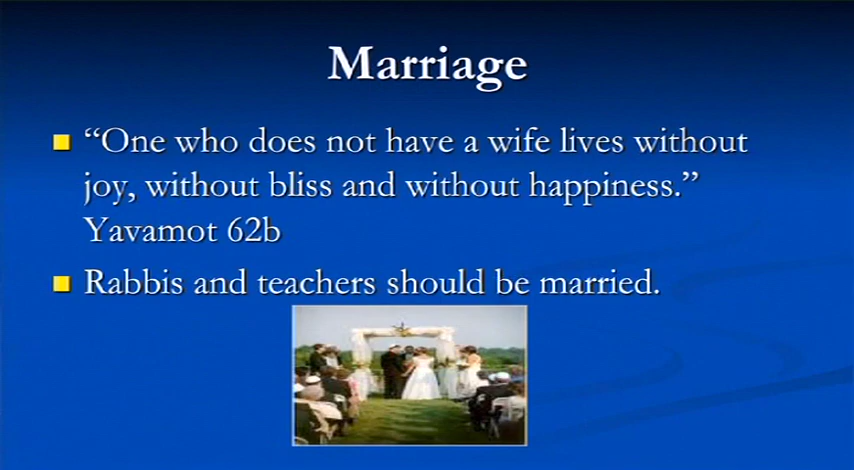 Marriage
“One who does not have a wife lives without
joy, without bliss and without happiness.”
Yavamot 62b
Rabbis and teachers should be married.